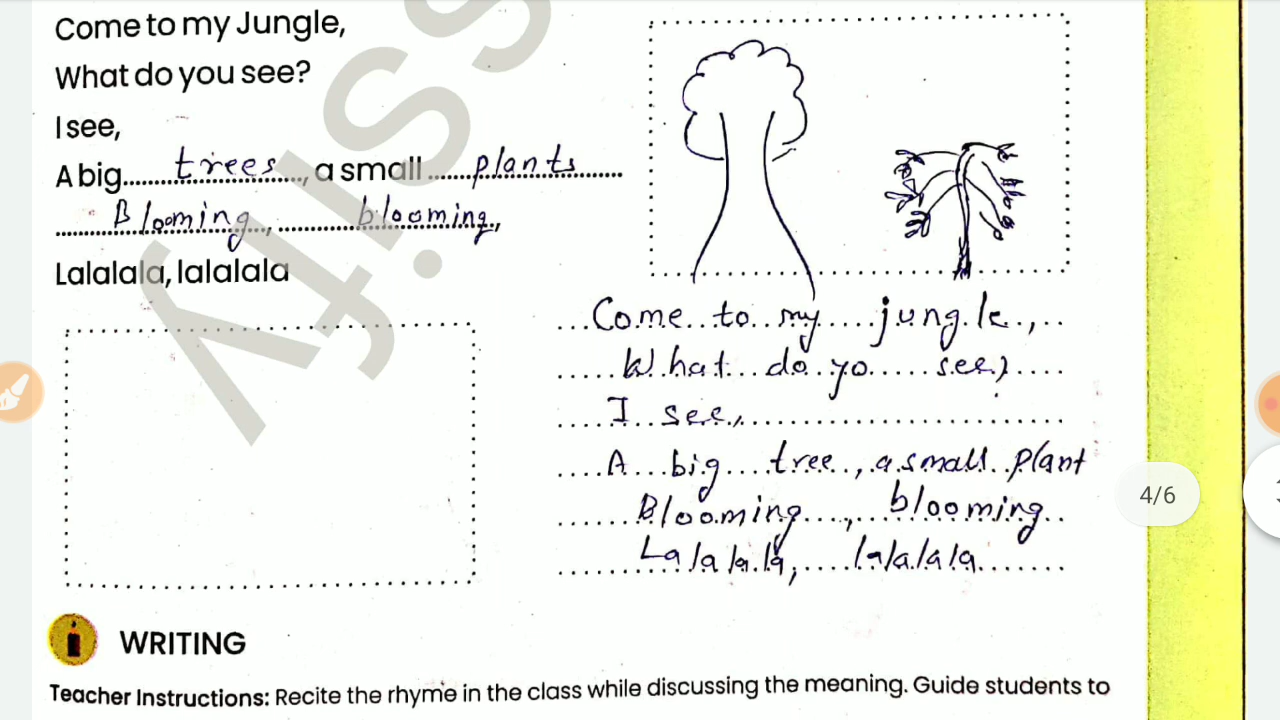 Come to my Jungle,
What do you see?
I see,
A big trees, a small plants
Blooming, blooming,
Lalalala, lalalala
Come to my jungle,
What do yo see?
I see,
A big tree, a small plant
Blooming, blooming
Lalalala, lalalala
4/6
WRITING
Teacher Instructions: Recite the rhyme in the class while discussing the meaning. Guide students to